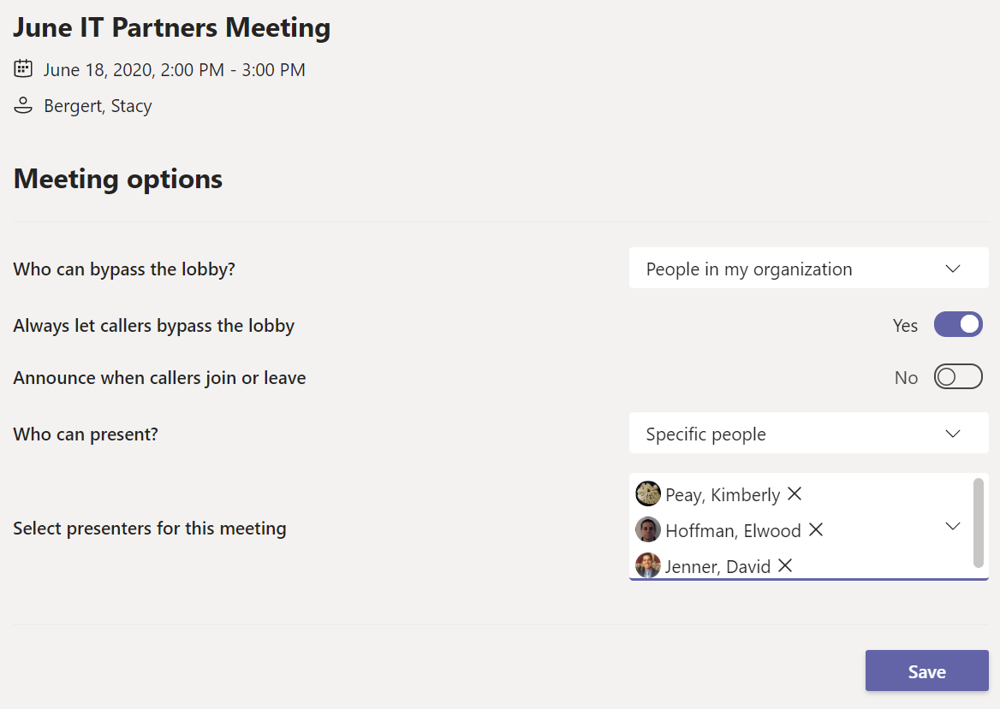 June IT Partners Meeting
June 18, 2020, 2:00 PM - 3:00 PM
Bergert, Stacy
Meeting options
Who can bypass the lobby?
People in my organization
Always let callers bypass the lobby
Yes
Announce when callers join or leave
No
Who can present?
Specific people
Select presenters for this meeting
Peay, Kimberly
Hoffman, Elwood
Jenner, David
Save